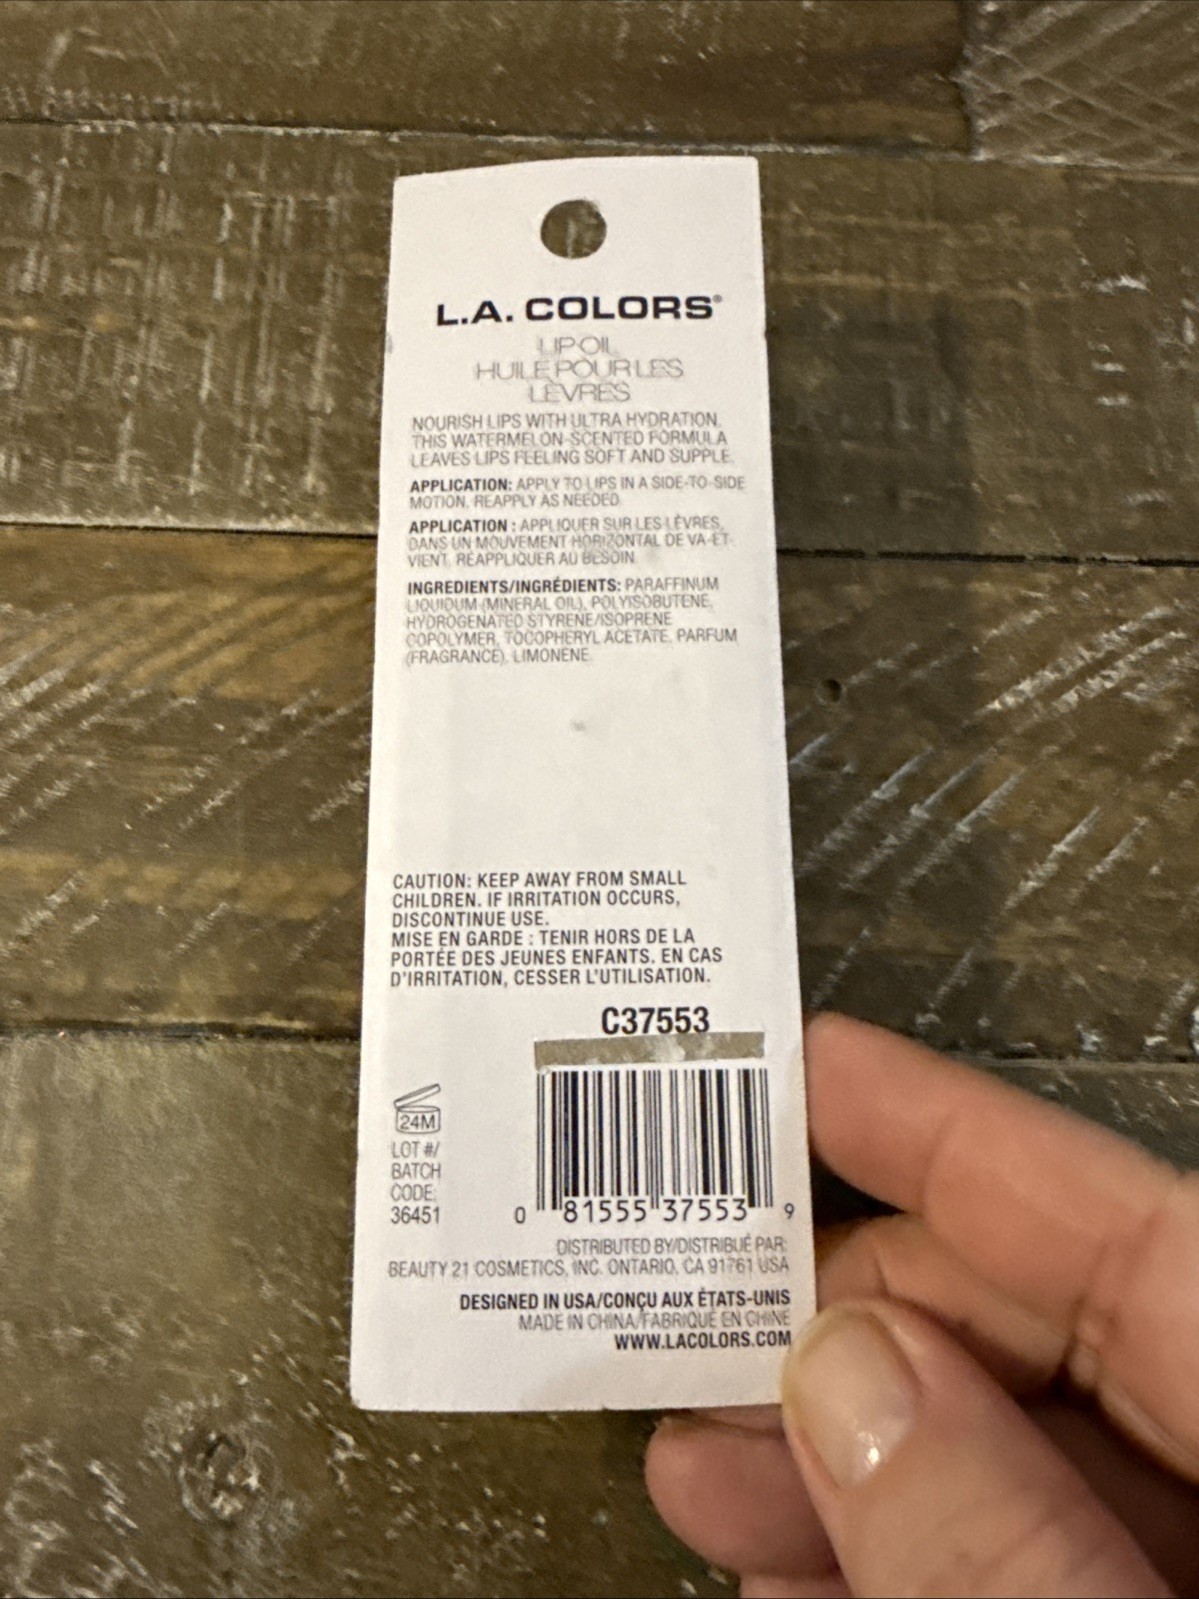 L.A. COLORS®
LIP OIL
HUILE POUR LES
LÈVRES
NOURISH LIPS WITH ULTRA HYDRATION.
THIS WATERMELON-SCENTED FORMULA
LEAVES LIPS FEELING SOFT AND SUPPLE.
APPLICATION: APPLY TO LIPS IN A SIDE-TO-SIDE
MOTION. REAPPLY AS NEEDED.
APPLICATION : APPLIQUER SUR LES LÈVRES,
DANS UN MOUVEMENT HORIZONTAL DE VA-ET-
VIENT. RÉAPPLIQUER AU BESOIN.
INGREDIENTS/INGRÉDIENTS: PARAFFINUM
LIQUIDUM (MINERAL OIL), POLYISOBUTENE,
HYDROGENATED STYRENE/ISOPRENE
COPOLYMER, TOCOPHERYL ACETATE, PARFUM
(FRAGRANCE), LIMONENE.
CAUTION: KEEP AWAY FROM SMALL
CHILDREN. IF IRRITATION OCCURS,
DISCONTINUE USE.
MISE EN GARDE : TENIR HORS DE LA
PORTÉE DES JEUNES ENFANTS. EN CAS
D'IRRITATION, CESSER L'UTILISATION.
C37553
24M
LOT #/
BATCH
CODE:
36451
0 81555 37553 9
DISTRIBUTED BY/DISTRIBUÉ PAR:
BEAUTY 21 COSMETICS, INC. ONTARIO, CA 91761 USA
DESIGNED IN USA/CONÇU AUX ÉTATS-UNIS
MADE IN CHINA/FABRIQUÉ EN CHINE
WWW.LACOLORS.COM